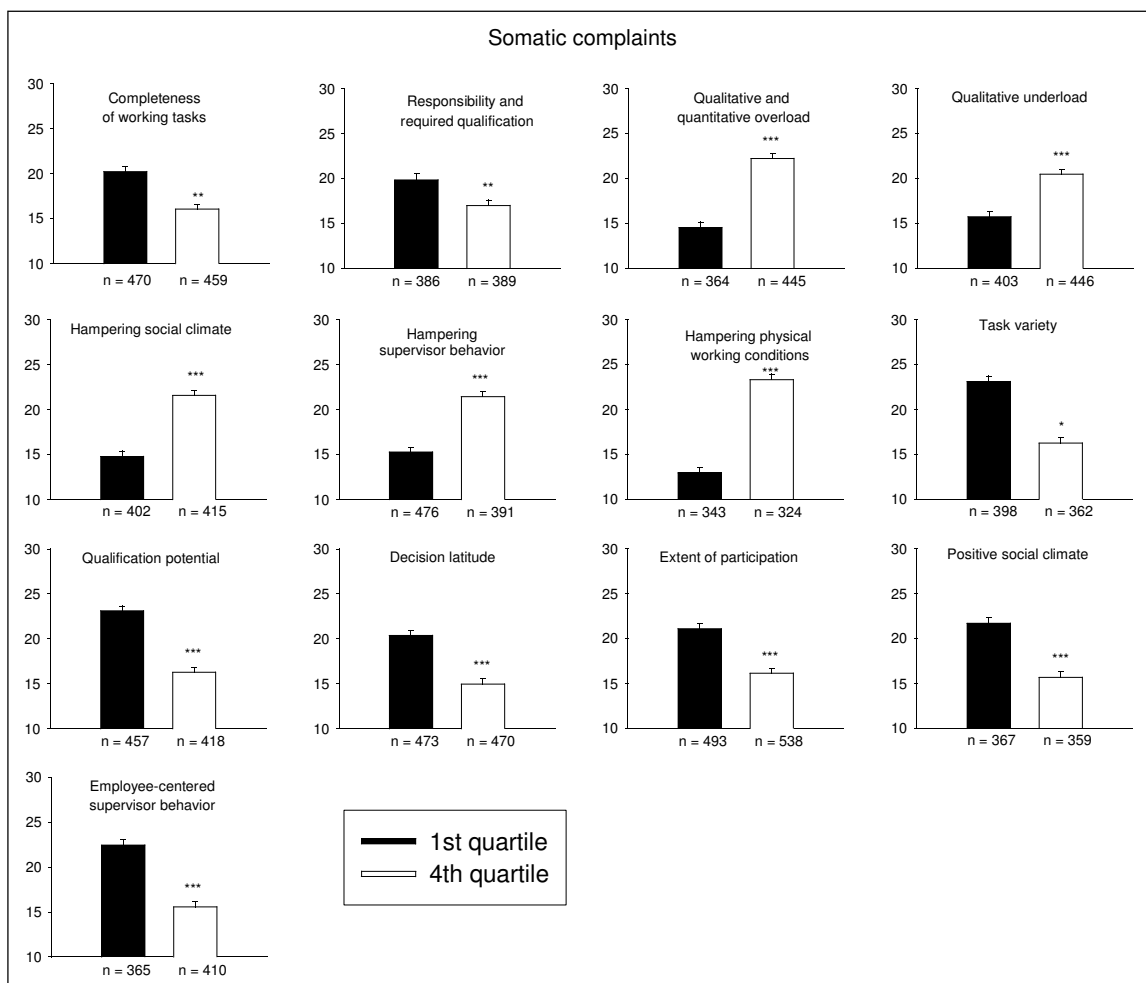 Somatic complaints
30
25
20
15
10
Completeness
of working tasks
**
n = 470
n = 459
30
25
20
15
10
Responsibility and
required qualification
**
n = 386
n = 389
30
25
20
15
10
Qualitative and
quantitative overload
***
n = 364
n = 445
30
25
20
15
10
Qualitative underload
***
n = 403
n = 446
30
25
20
15
10
Hampering social climate
***
n = 402
n = 415
30
25
20
15
10
Hampering
supervisor behavior
***
n = 476
n = 391
30
25
20
15
10
Hampering physical
working conditions
***
n = 343
n = 324
30
25
20
15
10
Task variety
*
n = 398
n = 362
30
25
20
15
10
Qualification potential
***
n = 457
n = 418
30
25
20
15
10
Decision latitude
***
n = 473
n = 470
30
25
20
15
10
Extent of participation
***
n = 493
n = 538
30
25
20
15
10
Positive social climate
***
n = 367
n = 359
30
25
20
15
10
Employee-centered
supervisor behavior
***
n = 365
n = 410
1st quartile
4th quartile